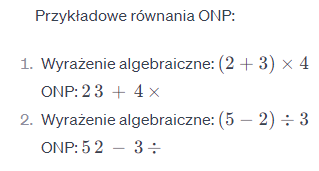 Przykładowe równania ONP:
1. Wyrażenie algebraiczne: (2 + 3) × 4
ONP: 2 3 + 4 ×
2. Wyrażenie algebraiczne: (5 − 2) ÷ 3
ONP: 5 2 − 3 ÷